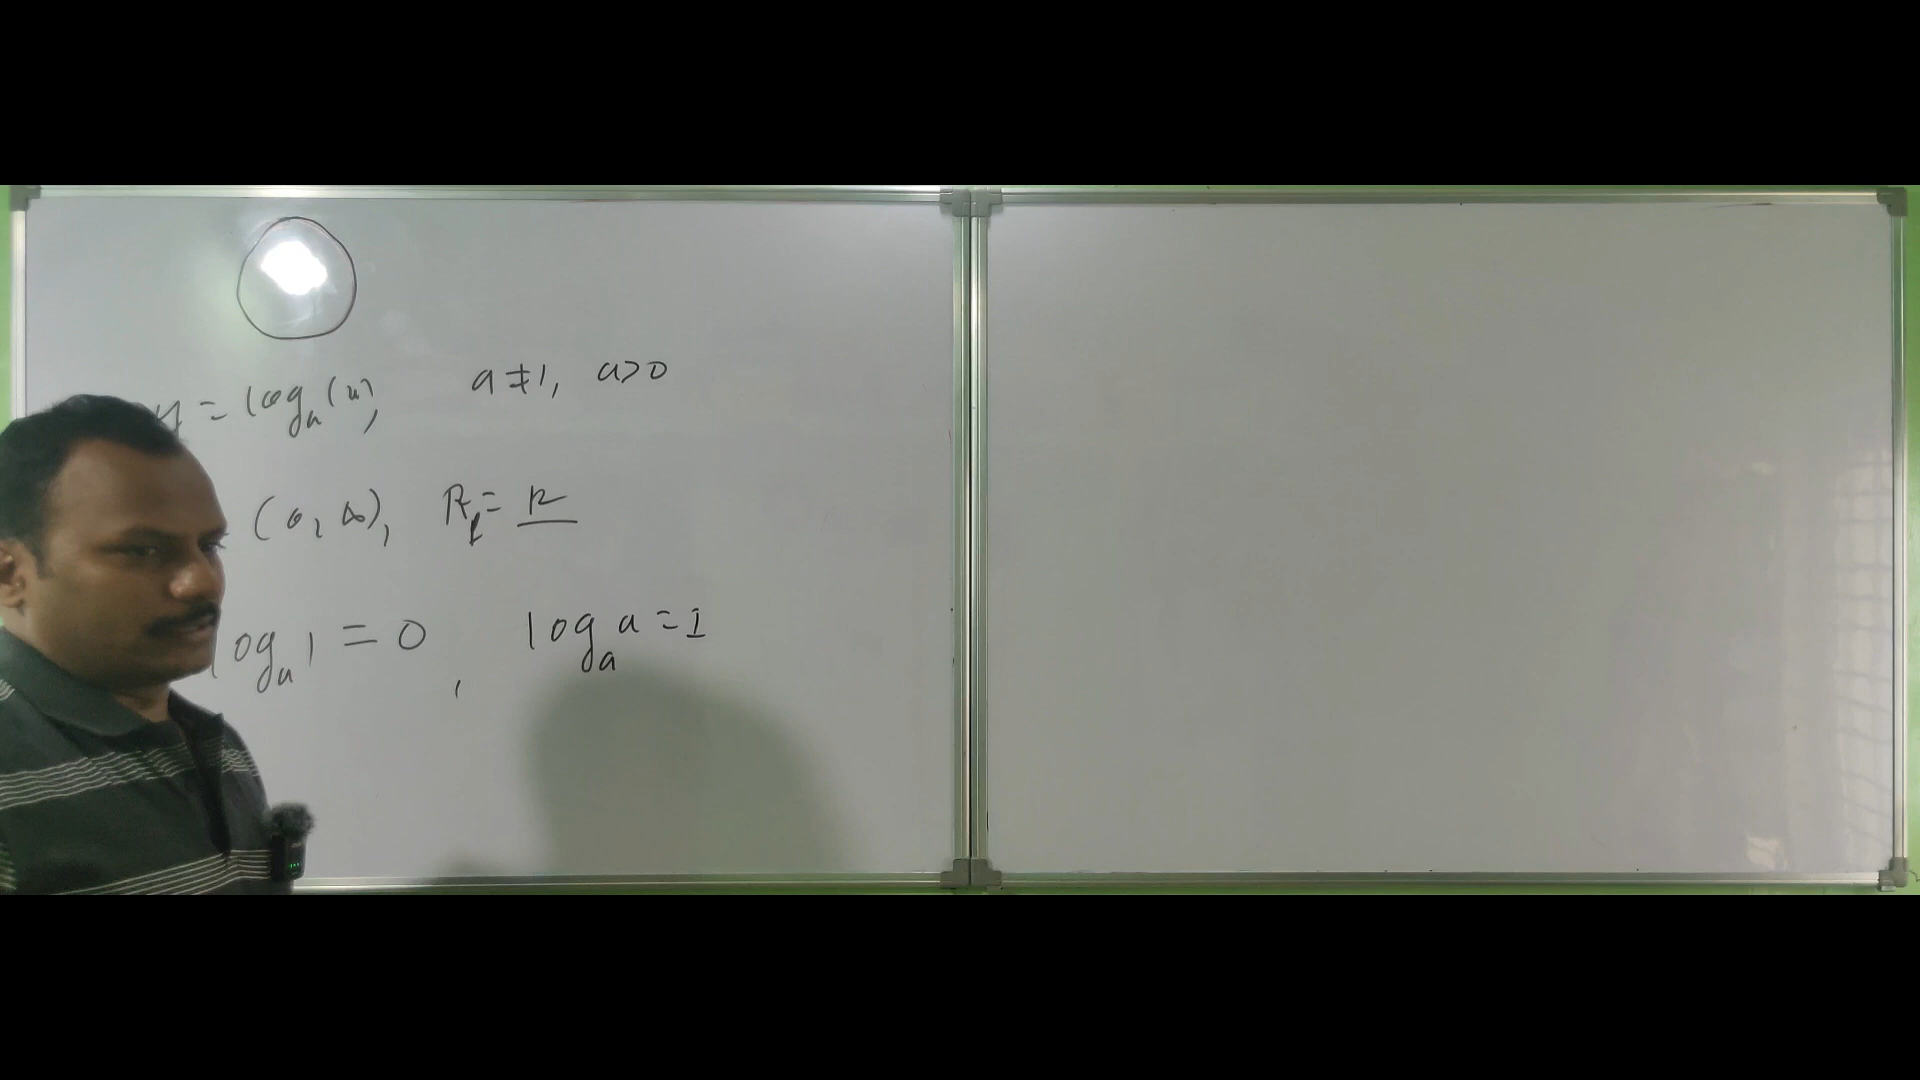 y = log_a(x), a ≠ 1, a > 0
(0, ∞), R_f = R
log_a 1 = 0, log_a a = 1